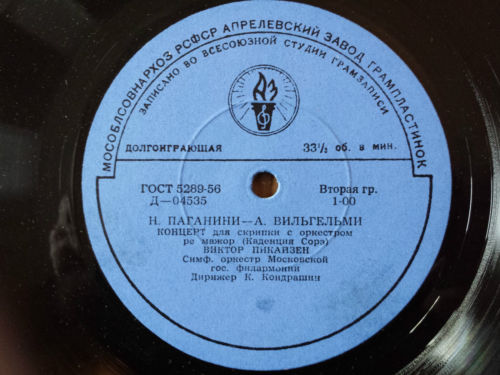 МОСОБЛСОВНАРХОЗ РСФСР АПРЕЛЕВСКИЙ ЗАВОД ГРАМПЛАСТИНОК
ЗАПИСАНО ВО ВСЕСОЮЗНОЙ СТУДИИ ГРАМЗАПИСИ
АЗ
ДОЛГОИГРАЮЩАЯ 33⅓ об. в мин.
ГОСТ 5289-56 Вторая гр.
Д—04535 1-00
Н. ПАГАНИНИ—А. ВИЛЬГЕЛЬМИ
КОНЦЕРТ для скрипки с оркестром
ре мажор (Каденция Сорэ)
ВИКТОР ПИКАЙЗЕН
Симф. оркестр Московской
гос. филармонии
Дирижер К. Кондрашин